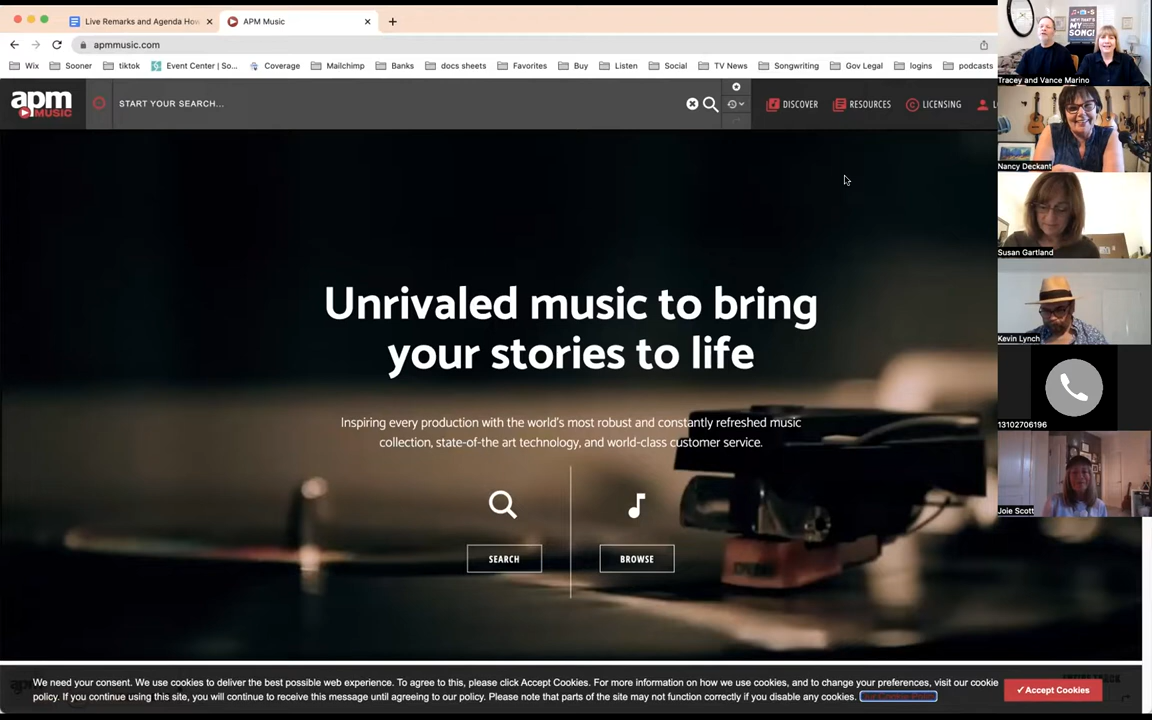 Live Remarks and Agenda How
APM Music
apmmusic.com
Wix
Sooner
tiktok
Event Center | So...
Coverage
Mailchimp
Banks
docs sheets
Favorites
Buy
Listen
Social
TV News
Songwriting
Gov Legal
logins
podcasts
apm
MUSIC
START YOUR SEARCH...
DISCOVER
RESOURCES
LICENSING
HEY! THAT'S
MY
SONG!
Tracey and Vance Marino
Nancy Deckant
Susan Gartland
Kevin Lynch
13102706196
Joie Scott
Unrivaled music to bring
your stories to life
Inspiring every production with the world's most robust and constantly refreshed music
collection, state-of-the art technology, and world-class customer service.
SEARCH
BROWSE
We need your consent. We use cookies to deliver the best possible web experience. To agree to this, please click Accept Cookies. For more information on how we use cookies, and to change your preferences, visit our cookie
policy. If you continue using this site, you will continue to receive this message until agreeing to our policy. Please note that parts of the site may not function correctly if you disable any cookies.
✓Accept Cookies